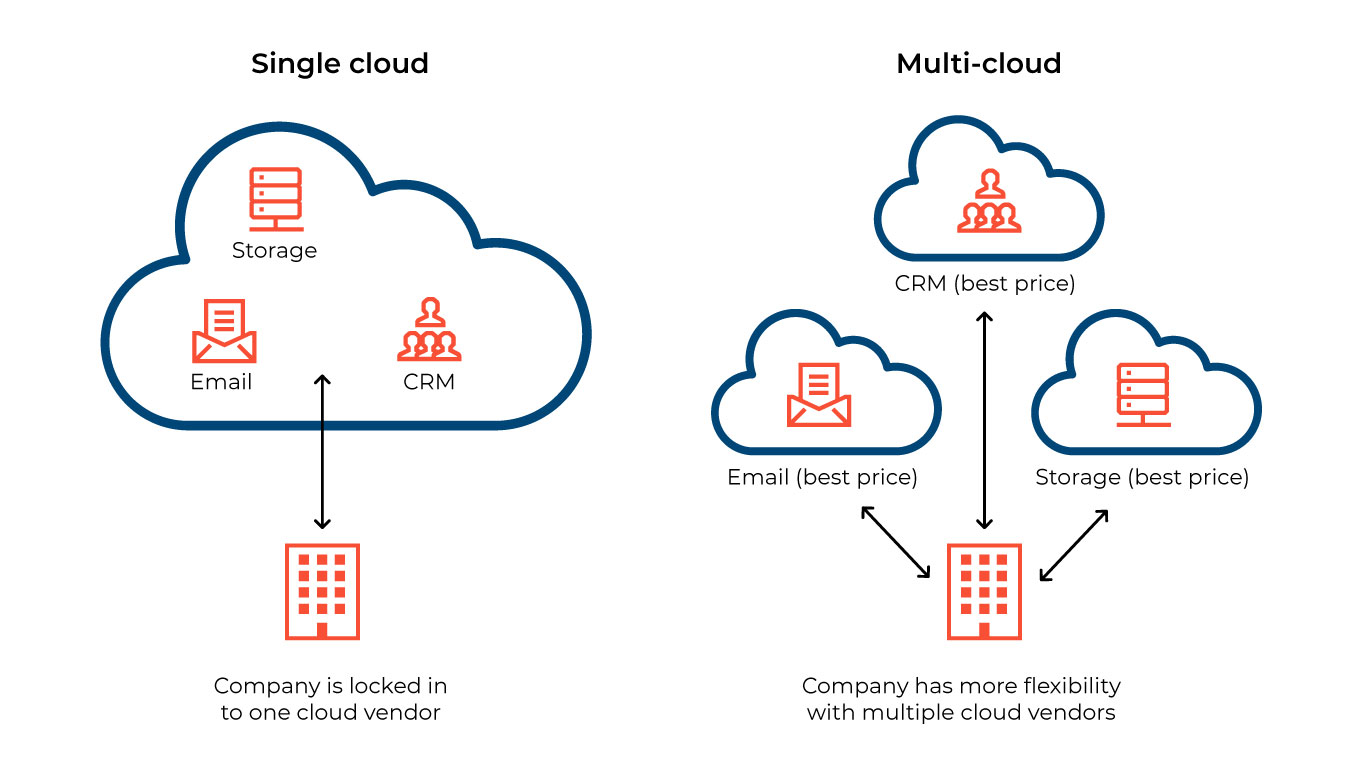 Single cloud
Storage
Email
CRM
Company is locked in
to one cloud vendor
Multi-cloud
CRM (best price)
Email (best price)
Storage (best price)
Company has more flexibility
with multiple cloud vendors